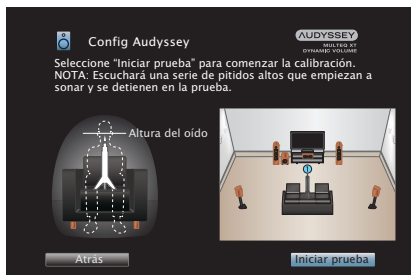 Config Audyssey
AUDYSSEY
MULTEQ XT
DYNAMIC VOLUME
Seleccione “Iniciar prueba” para comenzar la calibración.
NOTA: Escuchará una serie de pitidos altos que empiezan a
sonar y se detienen en la prueba.
Altura del oído
Atrás
Iniciar prueba